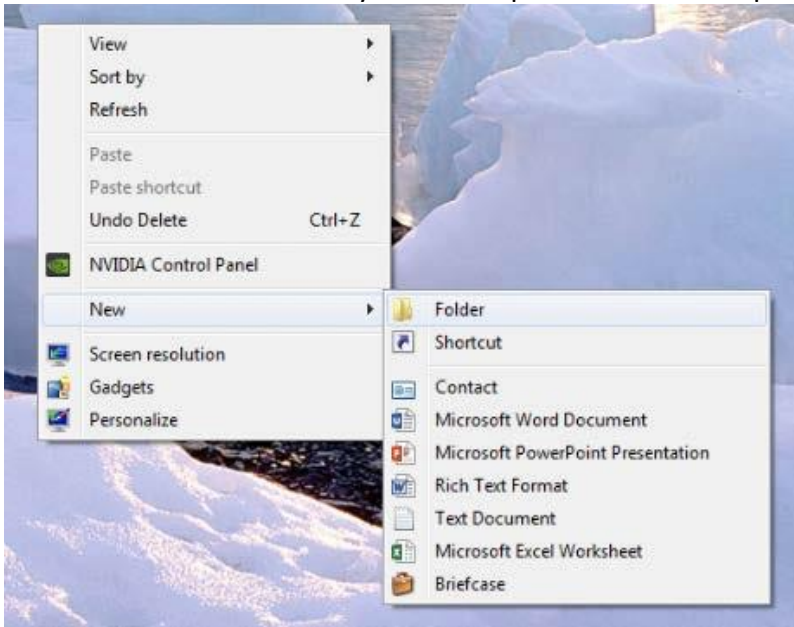 View
Sort by
Refresh
Paste
Paste shortcut
Undo Delete Ctrl+Z
NVIDIA Control Panel
New
Screen resolution
Gadgets
Personalize
Folder
Shortcut
Contact
Microsoft Word Document
Microsoft PowerPoint Presentation
Rich Text Format
Text Document
Microsoft Excel Worksheet
Briefcase